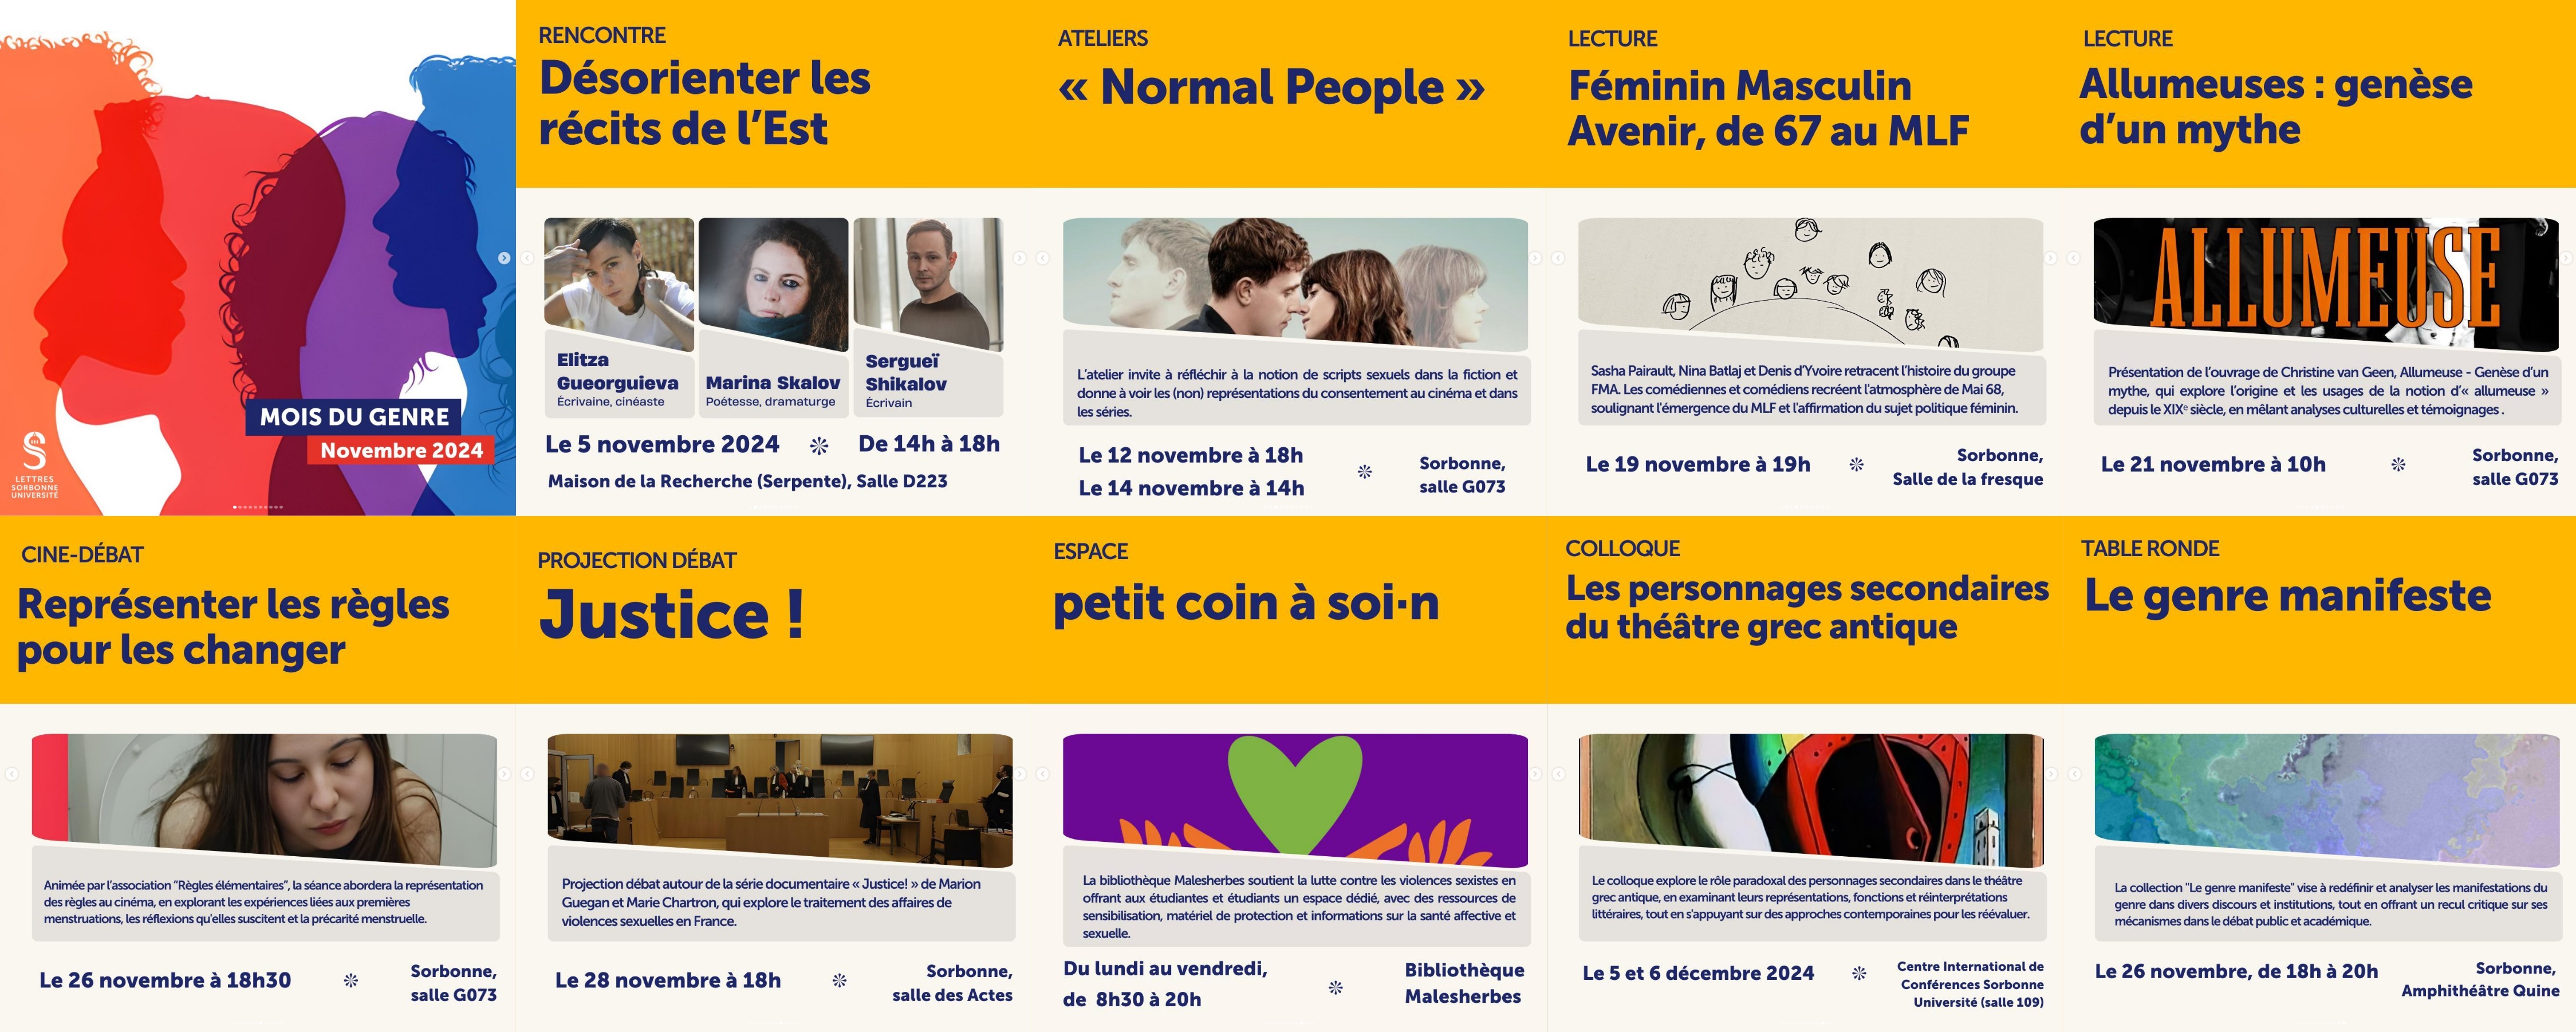 MOIS DU GENRE
Novembre 2024
LETTRES
SORBONNE
UNIVERSITÉ
RENCONTRE
Désorienter les
récits de l'Est
Elitza
Gueorguieva
Écrivaine, cinéaste
Marina Skalov
Poétesse, dramaturge
Sergueï
Shikalov
Écrivain
Le 5 novembre 2024
De 14h à 18h
Maison de la Recherche (Serpente), Salle D223
ATELIERS
« Normal People »
L'atelier invite à réfléchir à la notion de scripts sexuels dans la fiction et
donne à voir les (non) représentations du consentement au cinéma et dans
les séries.
Le 12 novembre à 18h
Le 14 novembre à 14h
Sorbonne,
salle G073
LECTURE
Féminin Masculin
Avenir, de 67 au MLF
Sasha Pairault, Nina Batlaj et Denis d'Yvoire retracent l'histoire du groupe
FMA. Les comédiennes et comédiens recréent l'atmosphère de Mai 68,
soulignant l'émergence du MLF et l'affirmation du sujet politique féminin.
Le 19 novembre à 19h
Sorbonne,
Salle de la fresque
LECTURE
Allumeuses : genèse
d'un mythe
ALLUMEUSE
Présentation de l'ouvrage de Christine van Geen, Allumeuse - Genèse d'un
mythe, qui explore l'origine et les usages de la notion d'« allumeuse »
depuis le XIXᵉ siècle, en mêlant analyses culturelles et témoignages .
Le 21 novembre à 10h
Sorbonne,
salle G073
CINE-DÉBAT
Représenter les règles
pour les changer
Animée par l'association "Règles élémentaires", la séance abordera la représentation
des règles au cinéma, en explorant les expériences liées aux premières
menstruations, les réflexions qu'elles suscitent et la précarité menstruelle.
Le 26 novembre à 18h30
Sorbonne,
salle G073
PROJECTION DÉBAT
Justice !
Projection débat autour de la série documentaire « Justice! » de Marion
Guegan et Marie Chartron, qui explore le traitement des affaires de
violences sexuelles en France.
Le 28 novembre à 18h
Sorbonne,
salle des Actes
ESPACE
petit coin à soi·n
La bibliothèque Malesherbes soutient la lutte contre les violences sexistes en
offrant aux étudiantes et étudiants un espace dédié, avec des ressources de
sensibilisation, matériel de protection et informations sur la santé affective et
sexuelle.
Du lundi au vendredi,
de 8h30 à 20h
Bibliothèque
Malesherbes
COLLOQUE
Les personnages secondaires
du théâtre grec antique
Le colloque explore le rôle paradoxal des personnages secondaires dans le théâtre
grec antique, en examinant leurs représentations, fonctions et réinterprétations
littéraires, tout en s'appuyant sur des approches contemporaines pour les réévaluer.
Le 5 et 6 décembre 2024
Centre International de
Conférences Sorbonne
Université (salle 109)
TABLE RONDE
Le genre manifeste
La collection "Le genre manifeste" vise à redéfinir et analyser les manifestations du
genre dans divers discours et institutions, tout en offrant un recul critique sur ses
mécanismes dans le débat public et académique.
Le 26 novembre, de 18h à 20h
Sorbonne,
Amphithéâtre Quine